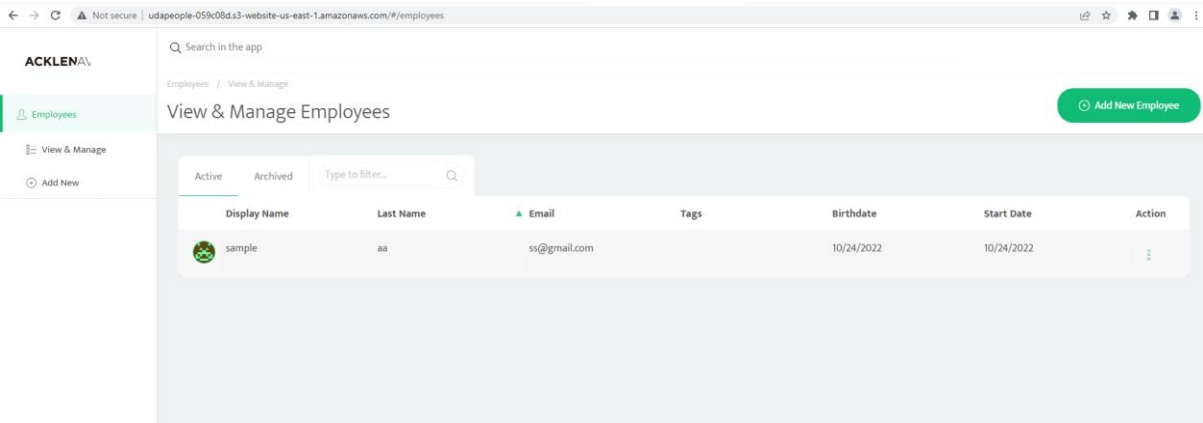 Not secure | udapeople-059c08d.s3-website-us-east-1.amazonaws.com/#/employees
Search in the app
ACKLENAV
Employees / View & Manage
View & Manage Employees
Add New Employee
Employees
View & Manage
Add New
Active Archived Type to filter...
Display Name Last Name Email Tags Birthdate Start Date Action
sample aa ss@gmail.com 10/24/2022 10/24/2022